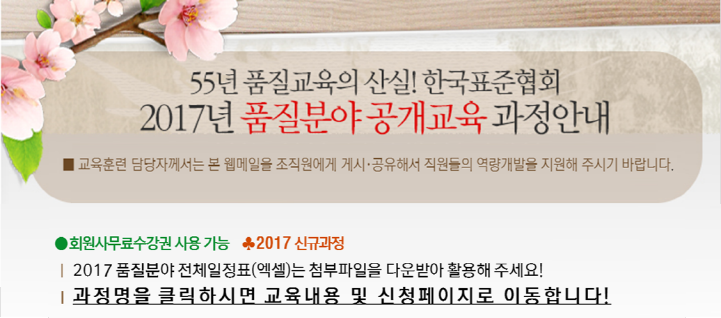 55년 품질교육의 산실! 한국표준협회
2017년 품질분야 공개교육 과정안내
■ 교육훈련 담당자께서는 본 웹메일을 조직원에게 게시·공유해서 직원들의 역량개발을 지원해 주시기 바랍니다.
●회원사무료수강권 사용 가능 ♣2017 신규과정
| 2017 품질분야 전체일정표(엑셀)는 첨부파일을 다운받아 활용해 주세요!
| 과정명을 클릭하시면 교육내용 및 신청페이지로 이동합니다!